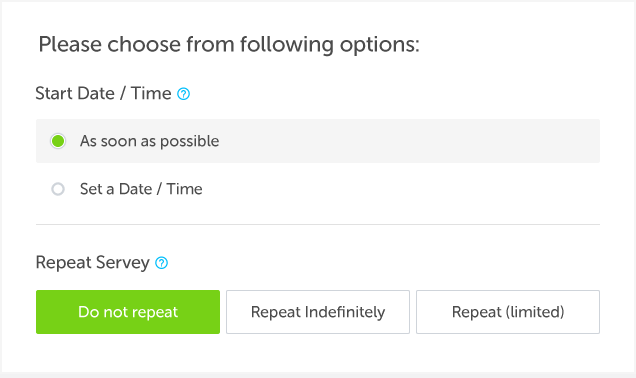 Please choose from following options:
Start Date / Time ?
As soon as possible
Set a Date / Time
Repeat Servey ?
Do not repeat
Repeat Indefinitely
Repeat (limited)